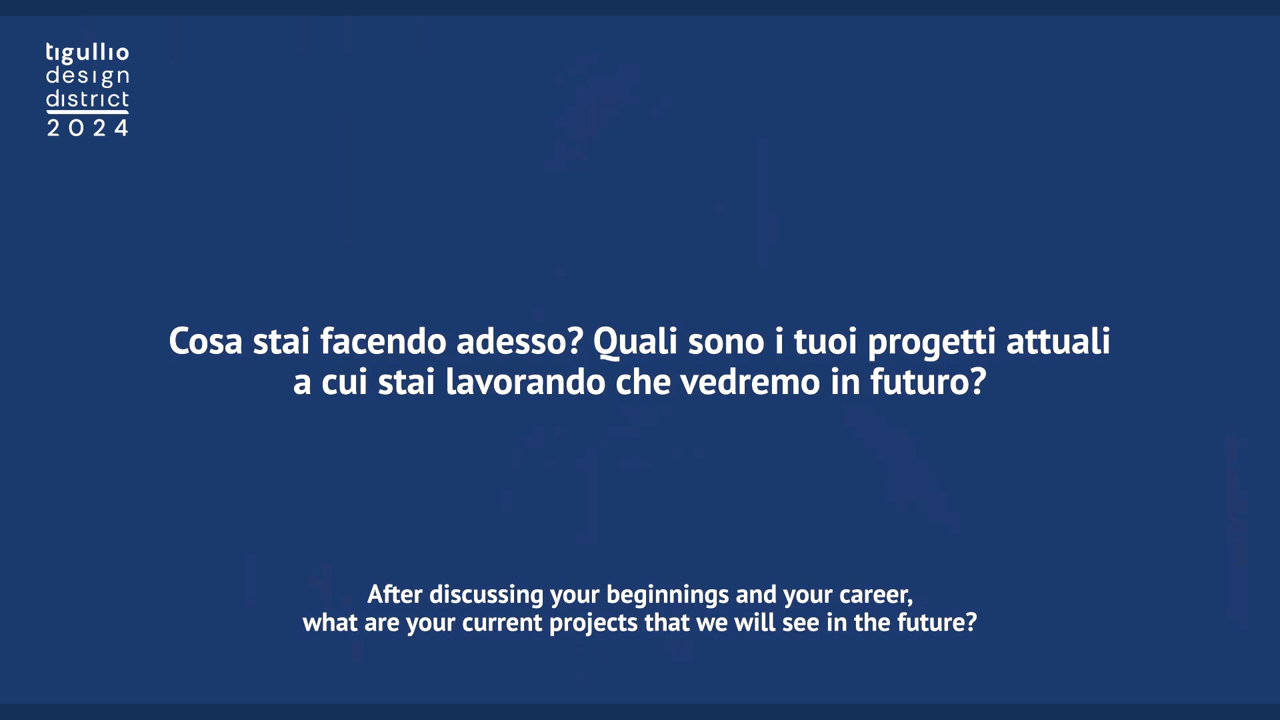 tigullio
design
district
2024
Cosa stai facendo adesso? Quali sono i tuoi progetti attuali
a cui stai lavorando che vedremo in futuro?
After discussing your beginnings and your career,
what are your current projects that we will see in the future?